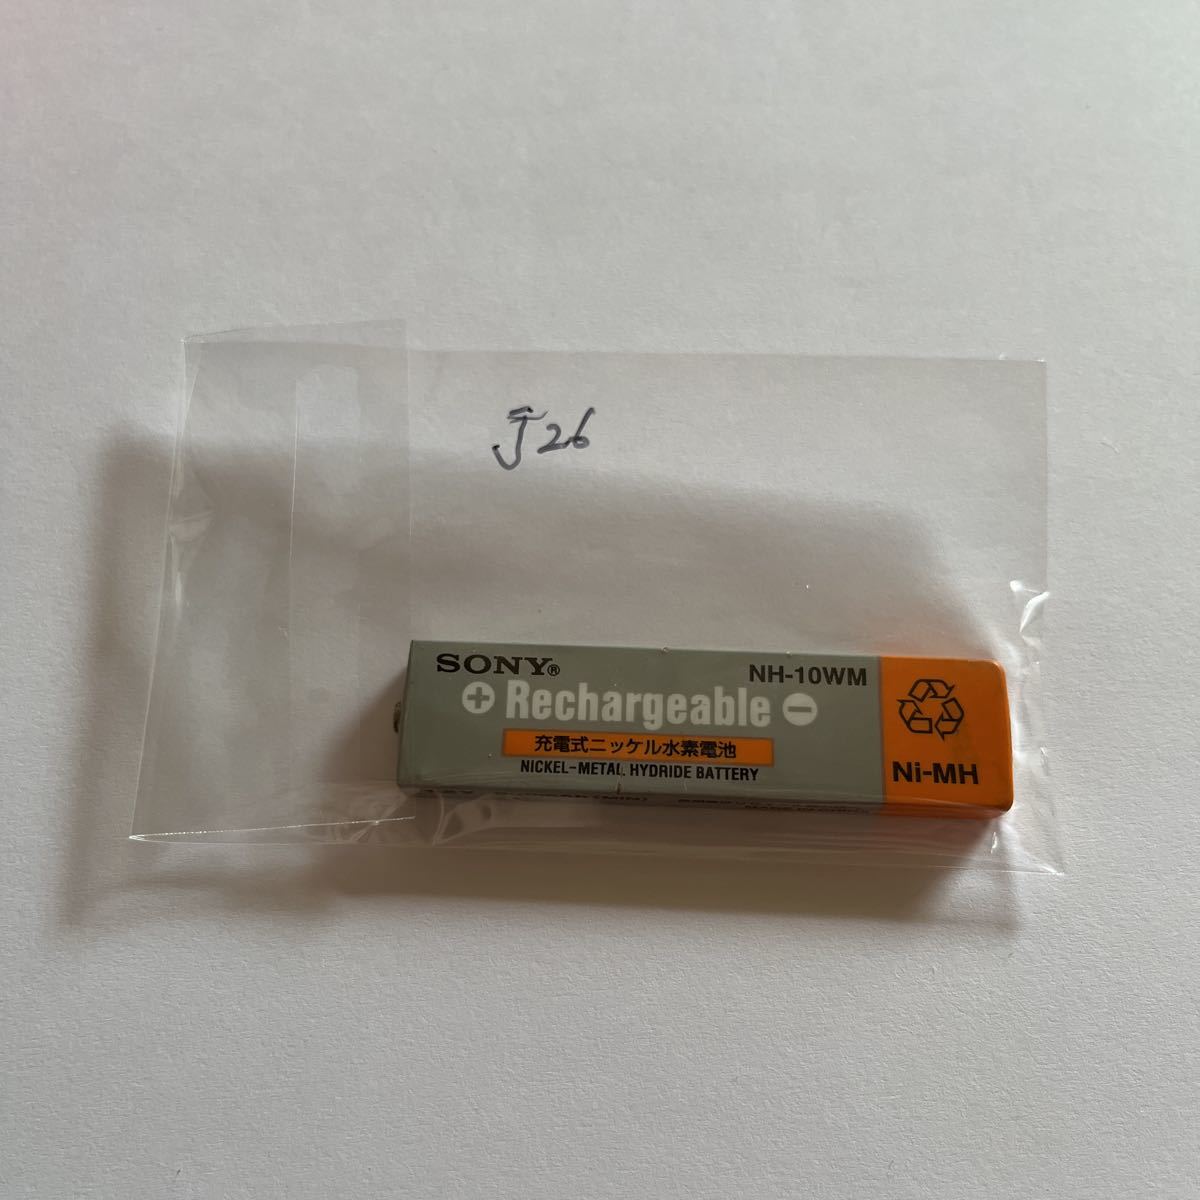 J26
SONY®
NH-10WM
+ Rechargeable -
充電式ニッケル水素電池
NICKEL-METAL HYDRIDE BATTERY
Ni-MH